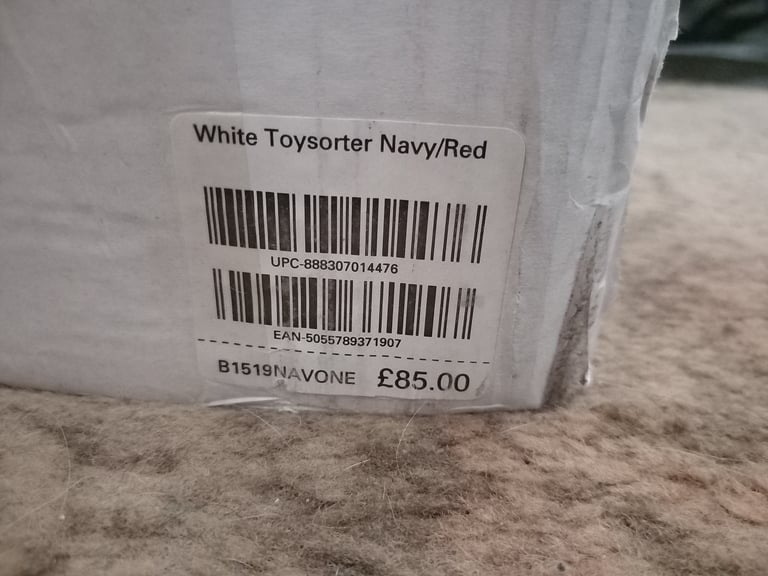 White Toysorter Navy/Red
UPC-888307014476
EAN-5055789371907
B1519NAVONE £85.00